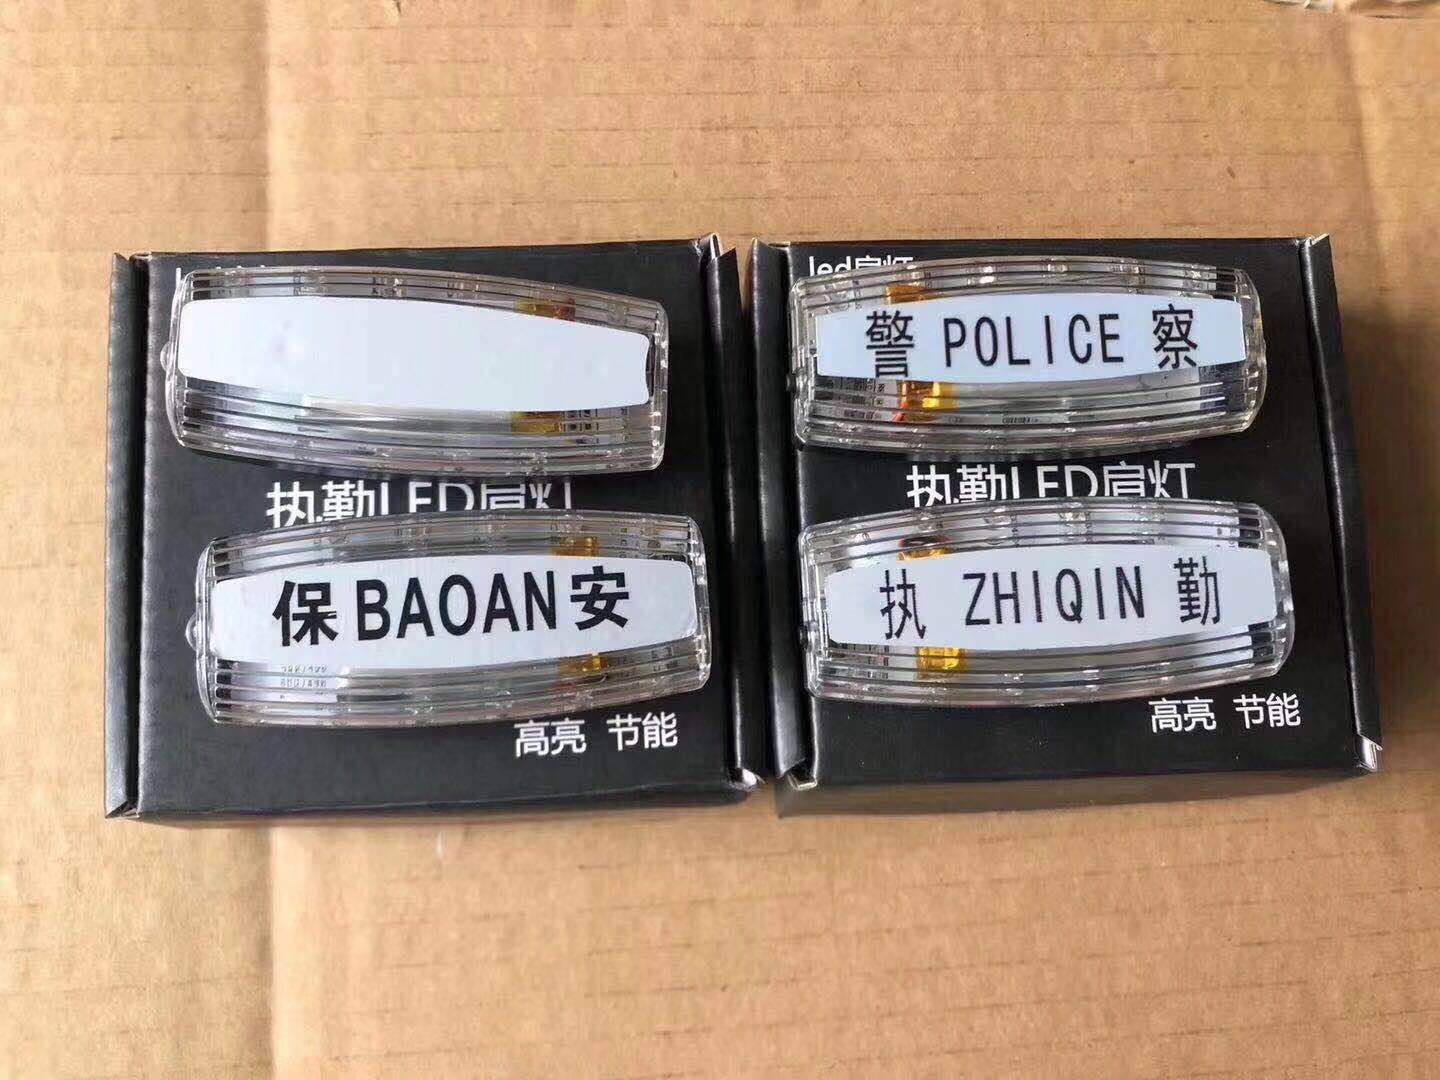 led肩灯
警 POLICE 察
执勤LED肩灯
执勤LED肩灯
保BAOAN安
执 ZHIQIN 勤
高亮 节能
高亮 节能